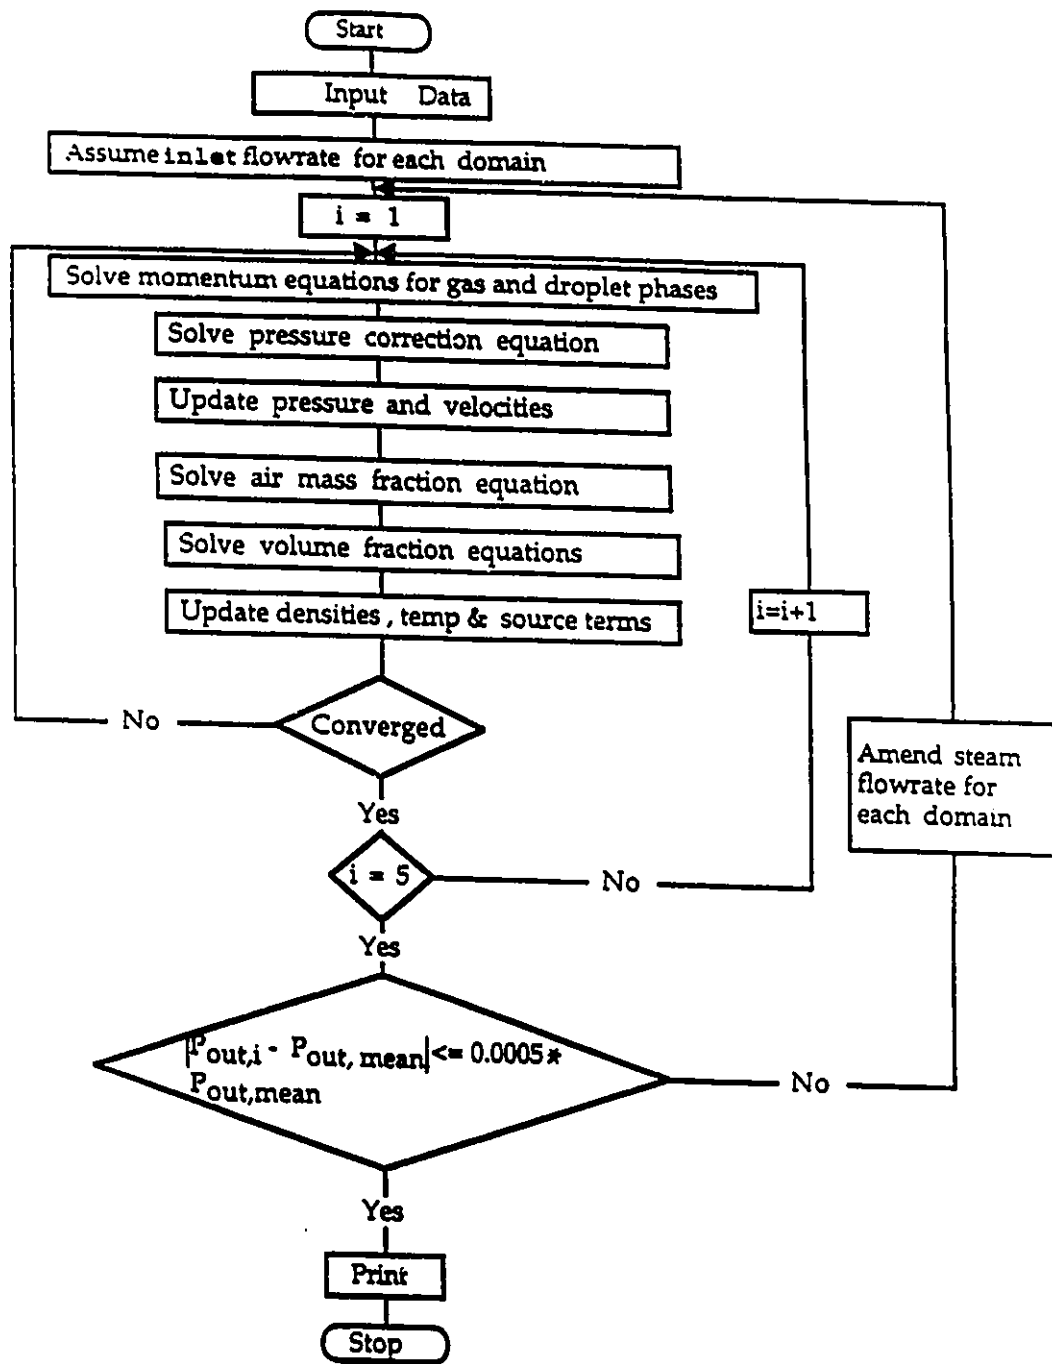 Start
Input Data
Assume inlet flowrate for each domain
i = 1
Solve momentum equations for gas and droplet phases
Solve pressure correction equation
Update pressure and velocities
Solve air mass fraction equation
Solve volume fraction equations
i=i+1
Update densities, temp & source terms
No
Converged
Amend steam
flowrate for
each domain
Yes
i = 5
No
Yes
|Pout,i - Pout, mean|<= 0.0005*
Pout,mean
No
Yes
Print
Stop